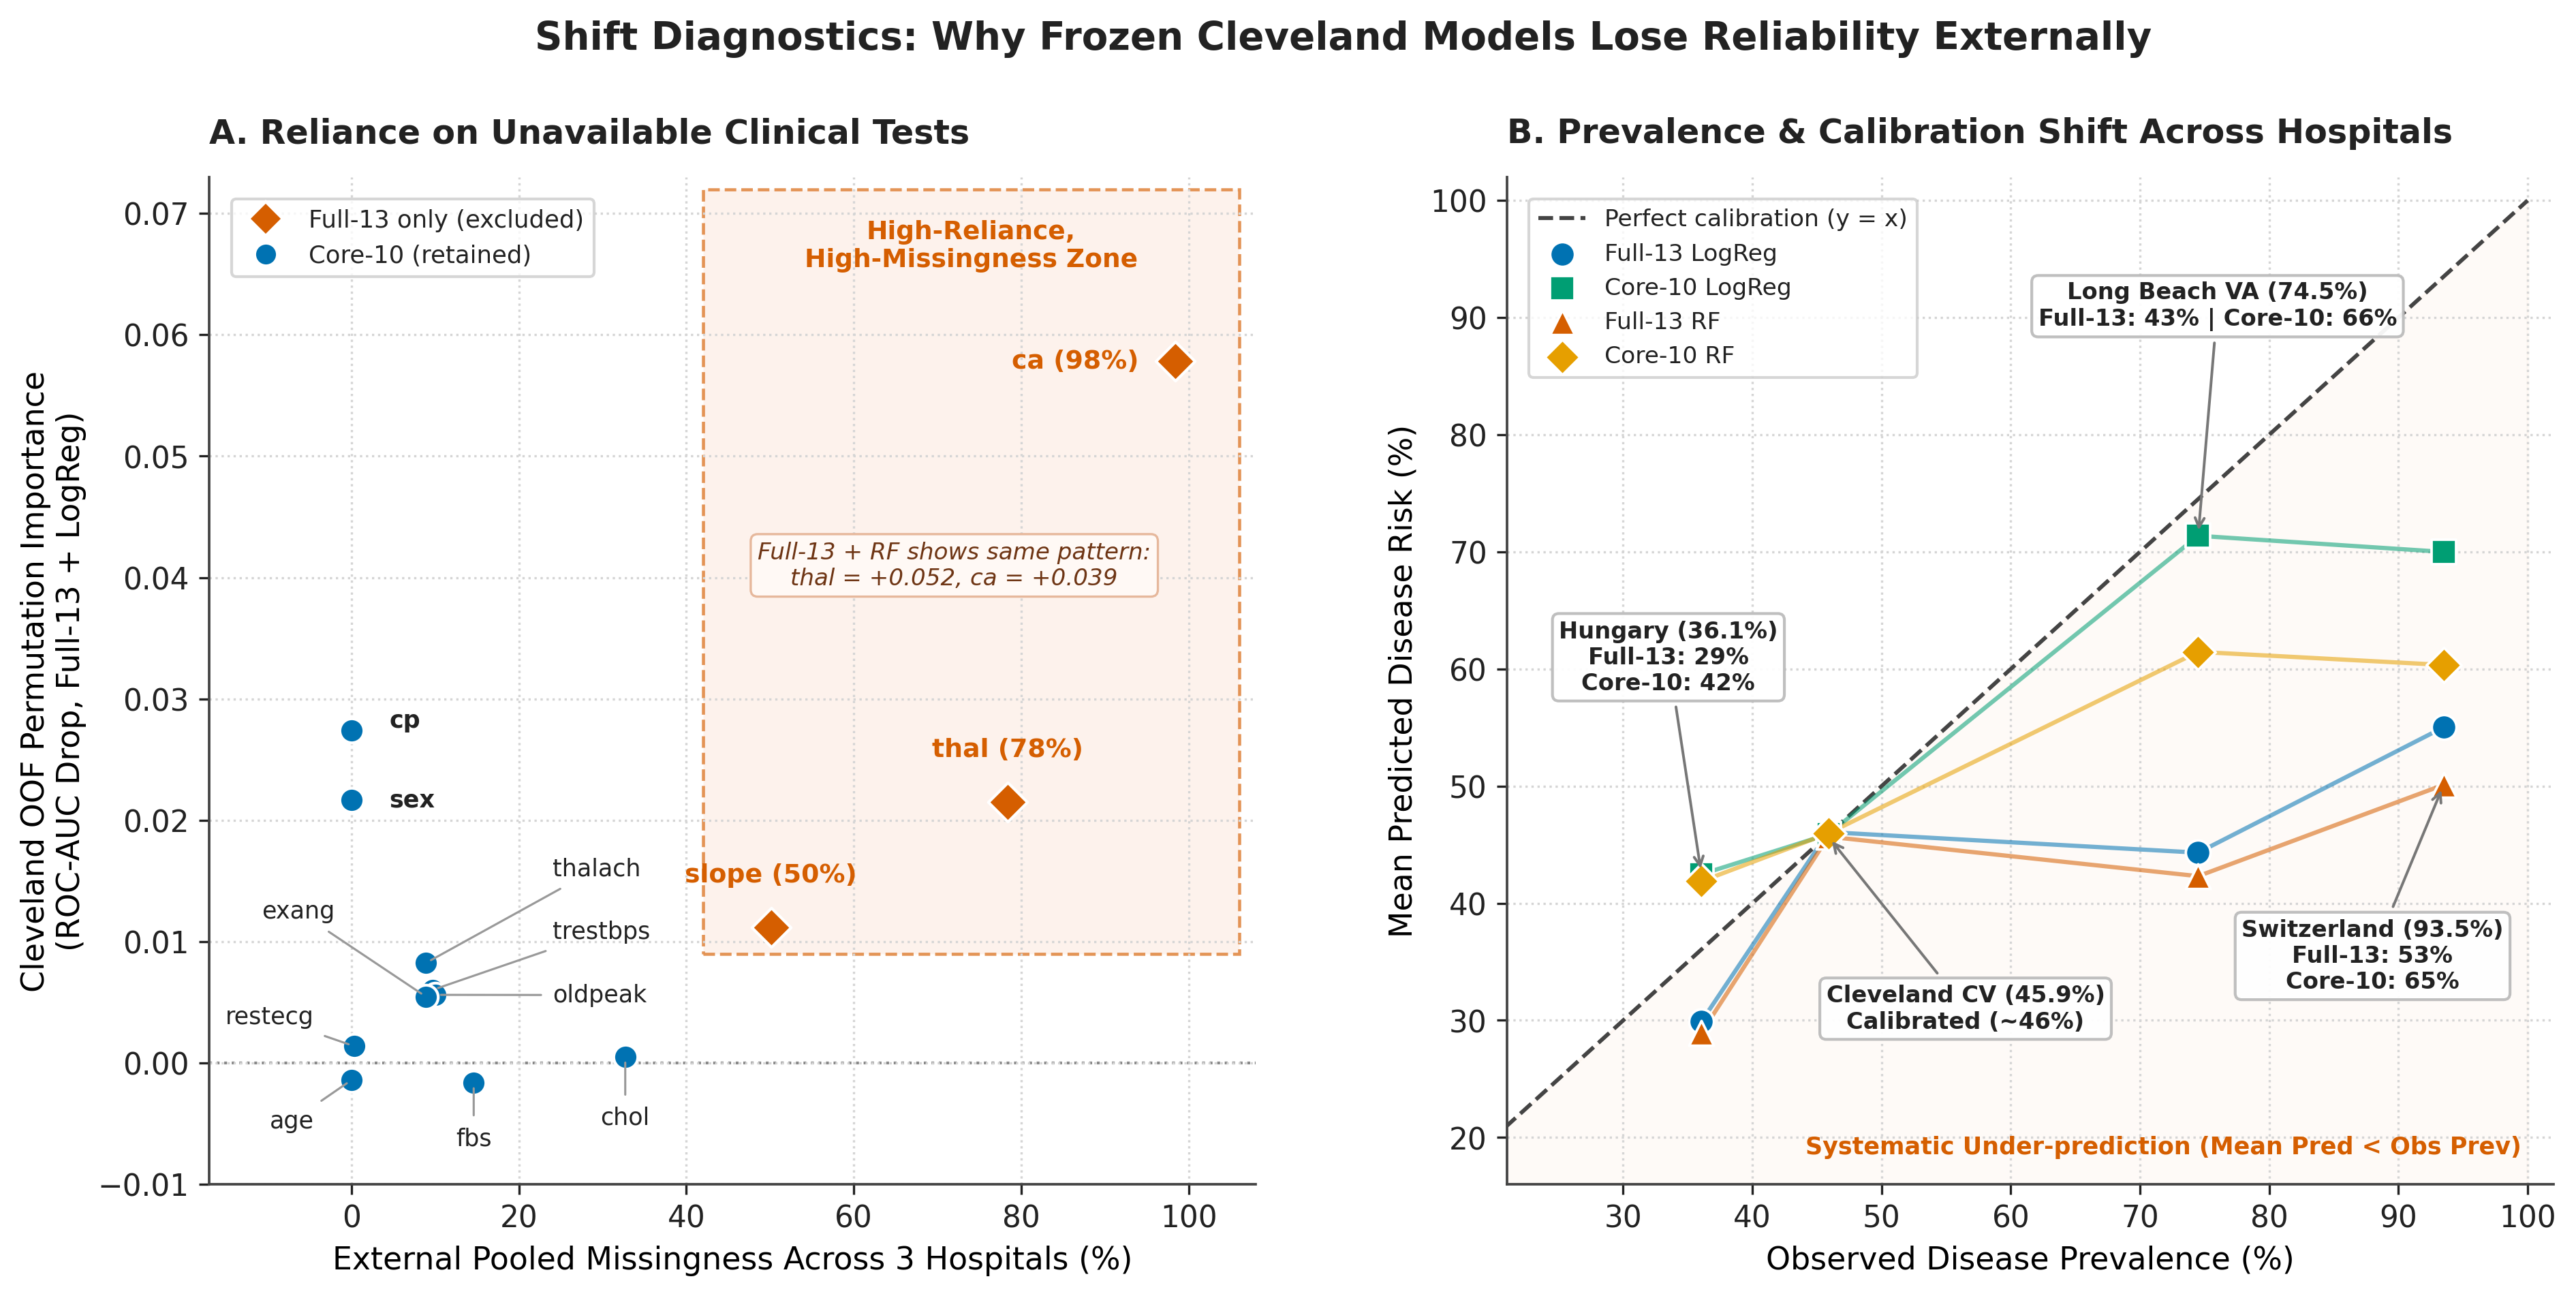 Shift Diagnostics: Why Frozen Cleveland Models Lose Reliability Externally
A. Reliance on Unavailable Clinical Tests
Cleveland OOF Permutation Importance
(ROC-AUC Drop, Full-13 + LogReg)
0.07
0.06
0.05
0.04
0.03
0.02
0.01
0.00
−0.01
Full-13 only (excluded)
Core-10 (retained)
High-Reliance,
High-Missingness Zone
ca (98%)
Full-13 + RF shows same pattern:
thal = +0.052, ca = +0.039
cp
thal (78%)
sex
thalach
slope (50%)
exang
trestbps
oldpeak
restecg
age
fbs
chol
0
20
40
60
80
100
External Pooled Missingness Across 3 Hospitals (%)
B. Prevalence & Calibration Shift Across Hospitals
Mean Predicted Disease Risk (%)
100
90
80
70
60
50
40
30
20
Perfect calibration (y = x)
Full-13 LogReg
Core-10 LogReg
Full-13 RF
Core-10 RF
Long Beach VA (74.5%)
Full-13: 43% | Core-10: 66%
Hungary (36.1%)
Full-13: 29%
Core-10: 42%
Switzerland (93.5%)
Full-13: 53%
Core-10: 65%
Cleveland CV (45.9%)
Calibrated (~46%)
Systematic Under-prediction (Mean Pred < Obs Prev)
30
40
50
60
70
80
90
100
Observed Disease Prevalence (%)